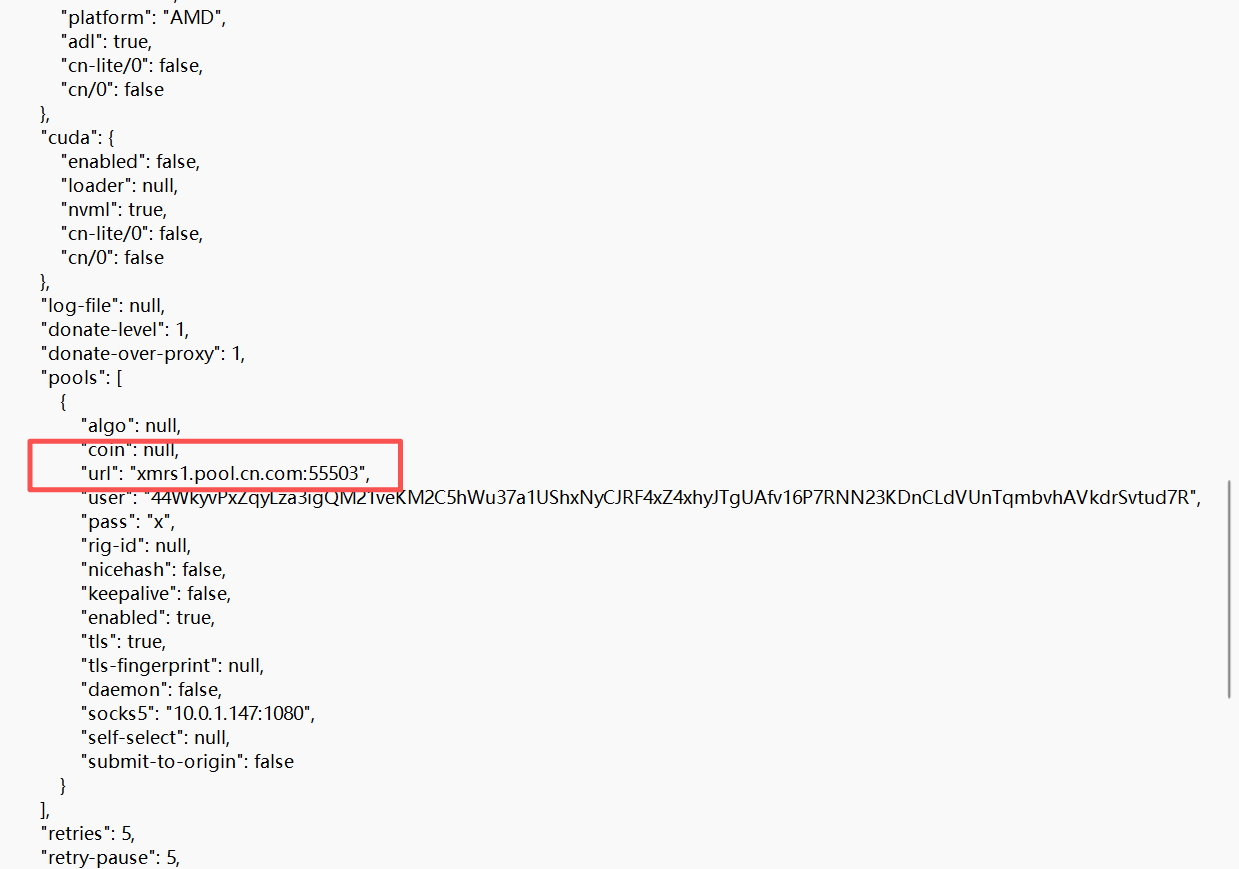 "platform": "AMD",
"adl": true,
"cn-lite/0": false,
"cn/0": false
},
"cuda": {
"enabled": false,
"loader": null,
"nvml": true,
"cn-lite/0": false,
"cn/0": false
},
"log-file": null,
"donate-level": 1,
"donate-over-proxy": 1,
"pools": [
{
"algo": null,
"coin": null,
"url": "xmrs1.pool.cn.com:55503",
"user": "44WkyvPxZqyLza3igQM21veKM2C5hWu37a1UShxNyCJRF4xZ4xhyJTgUAfv16P7RNN23KDnCLdVUnTqmbvhAVkdrSvtud7R",
"pass": "x",
"rig-id": null,
"nicehash": false,
"keepalive": false,
"enabled": true,
"tls": true,
"tls-fingerprint": null,
"daemon": false,
"socks5": "10.0.1.147:1080",
"self-select": null,
"submit-to-origin": false
}
],
"retries": 5,
"retry-pause": 5,